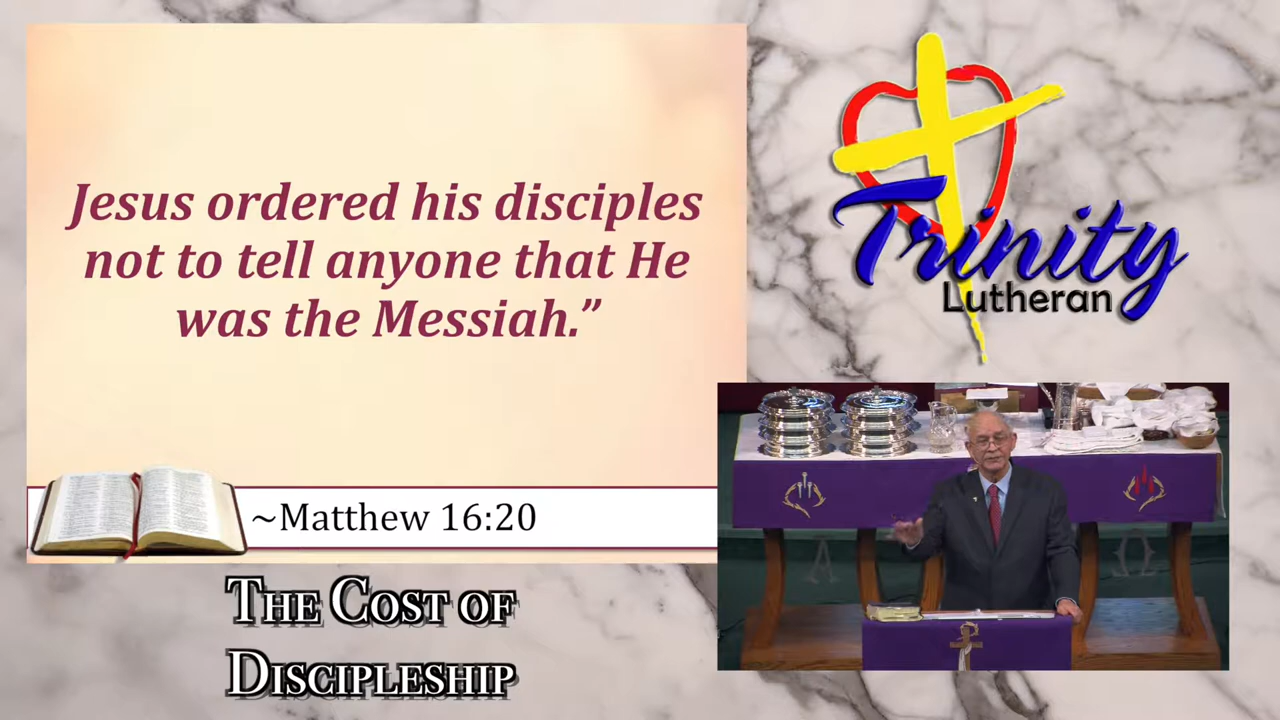 Jesus ordered his disciples
not to tell anyone that He
was the Messiah.”
~Matthew 16:20
The Cost of
Discipleship
Trinity
Lutheran
Α
Ω